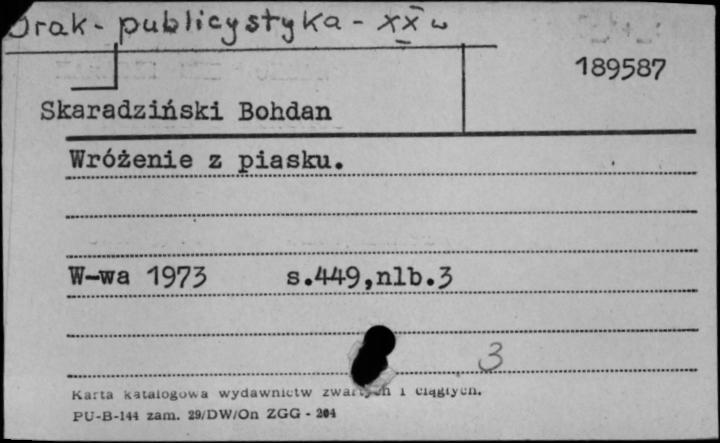 Irak - publicystyka - XX w
189587
Skaradziński Bohdan
Wróżenie z piasku.
W-wa 1973 s.449,nlb.3
3
Karta katalogowa wydawnictw zwartych i ciągłych.
PU-B-144 zam. 29/DW/On ZGG - 204